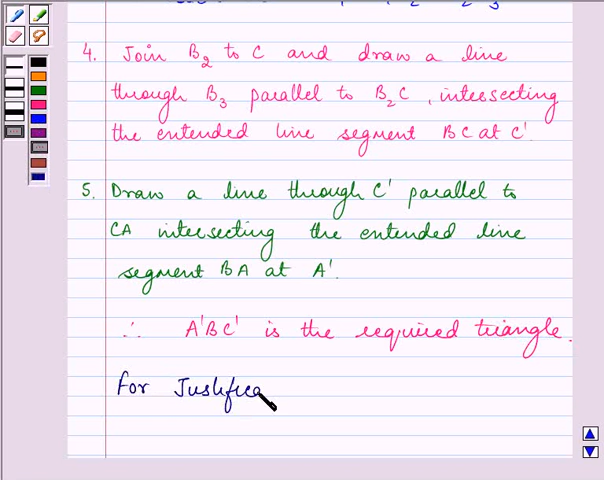 4. Join B₂ to C and draw a line
through B₃ parallel to B₂C, intersecting
the extended line segment BC at C'
5. Draw a line through C' parallel to
CA intersecting the extended line
segment BA at A'.
∴ A'BC' is the required triangle.
For Justifica